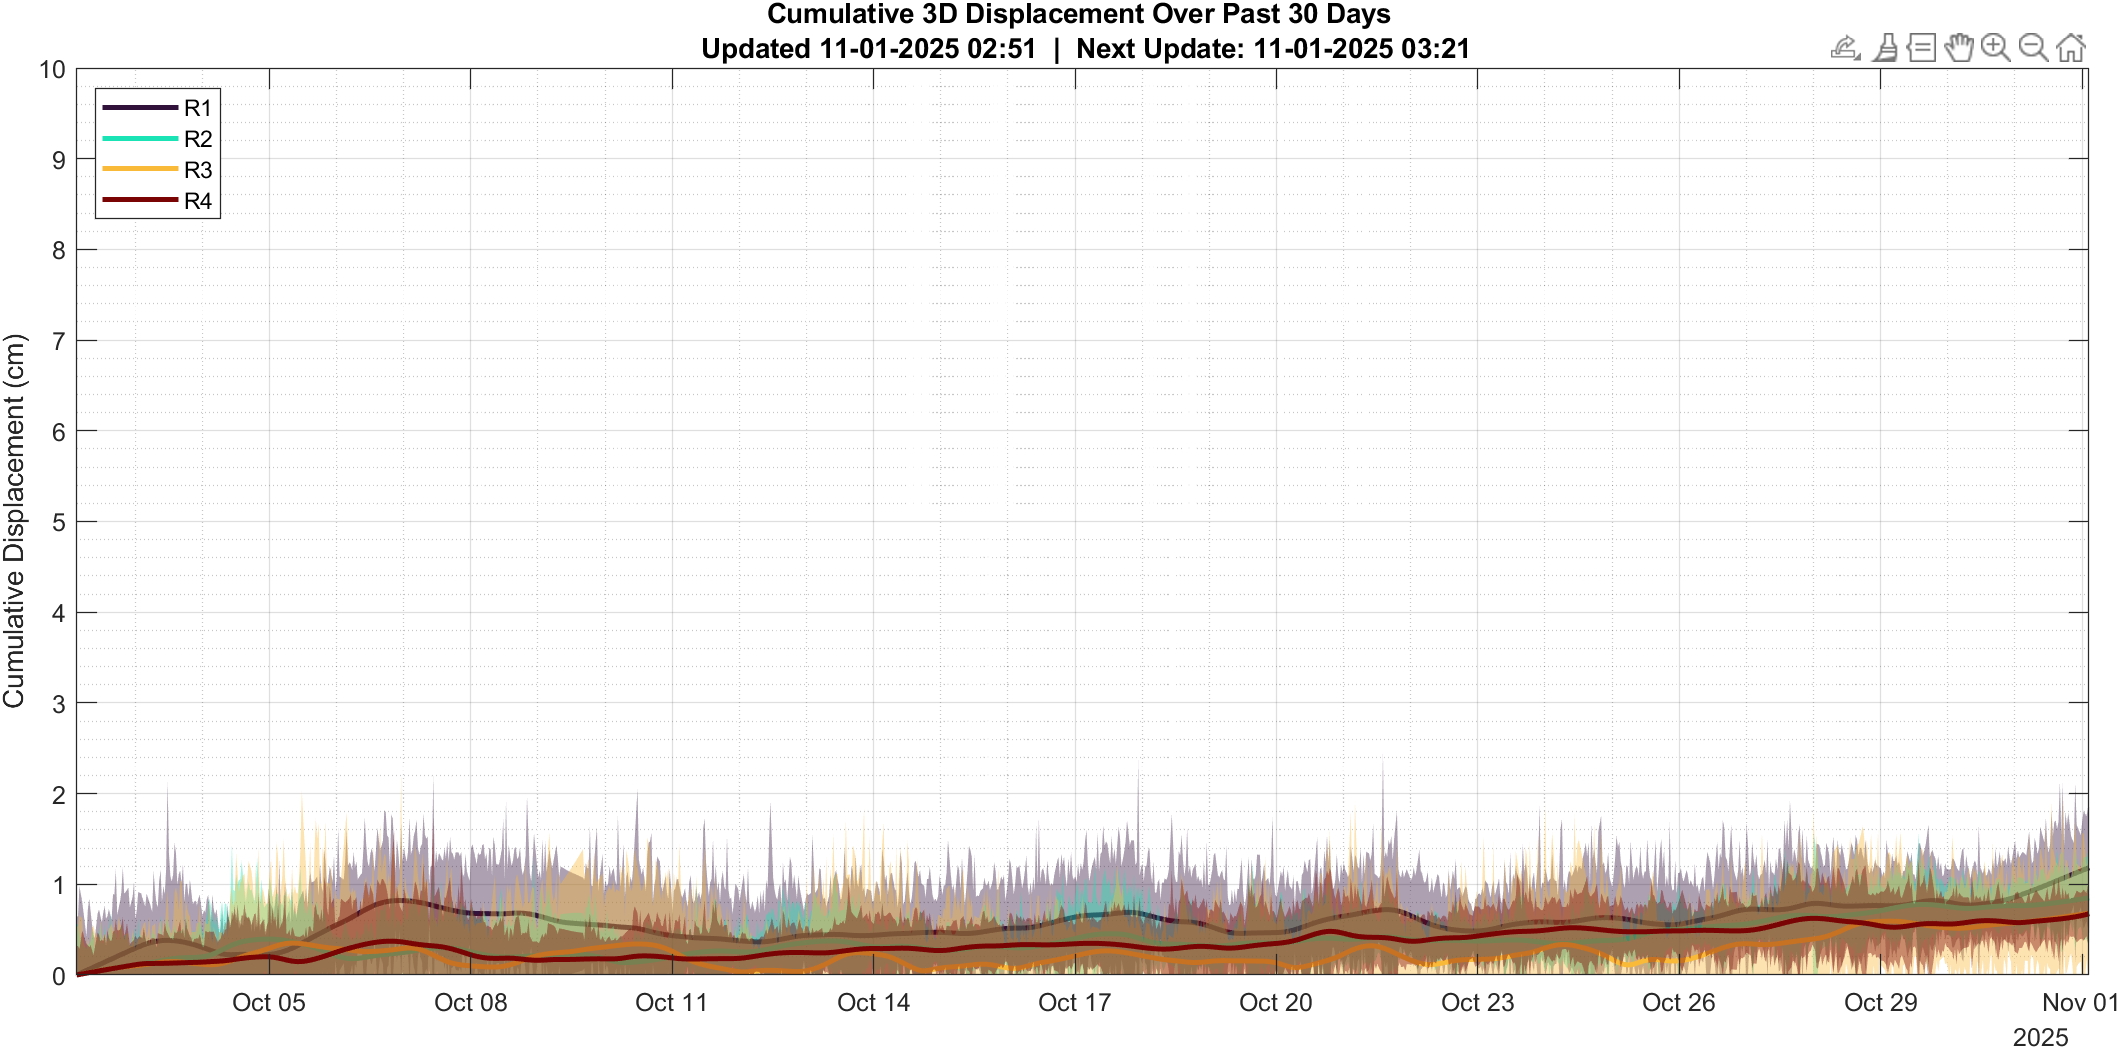 Cumulative 3D Displacement Over Past 30 Days
Updated 11-01-2025 02:51 | Next Update: 11-01-2025 03:21
R1
R2
R3
R4
Cumulative Displacement (cm)
10
9
8
7
6
5
4
3
2
1
0
Oct 05
Oct 08
Oct 11
Oct 14
Oct 17
Oct 20
Oct 23
Oct 26
Oct 29
Nov 01
2025